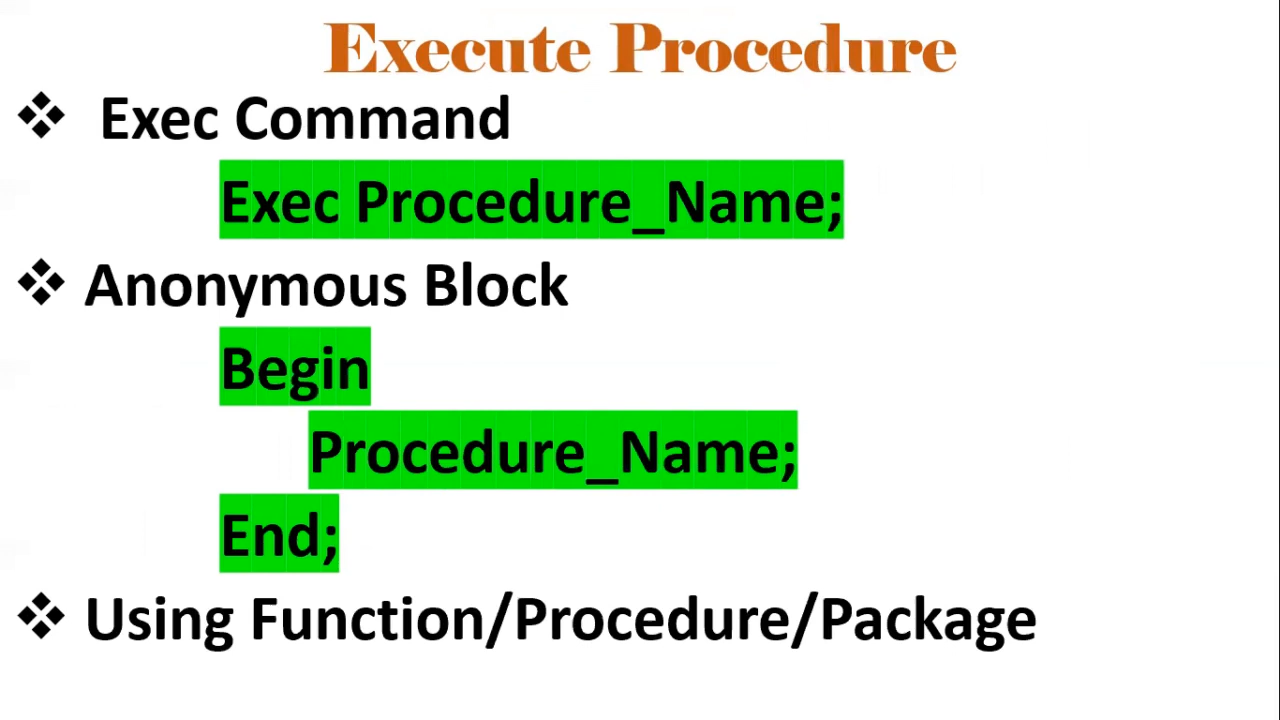 Execute Procedure
❖ Exec Command
Exec Procedure_Name;
❖ Anonymous Block
Begin
Procedure_Name;
End;
❖ Using Function/Procedure/Package